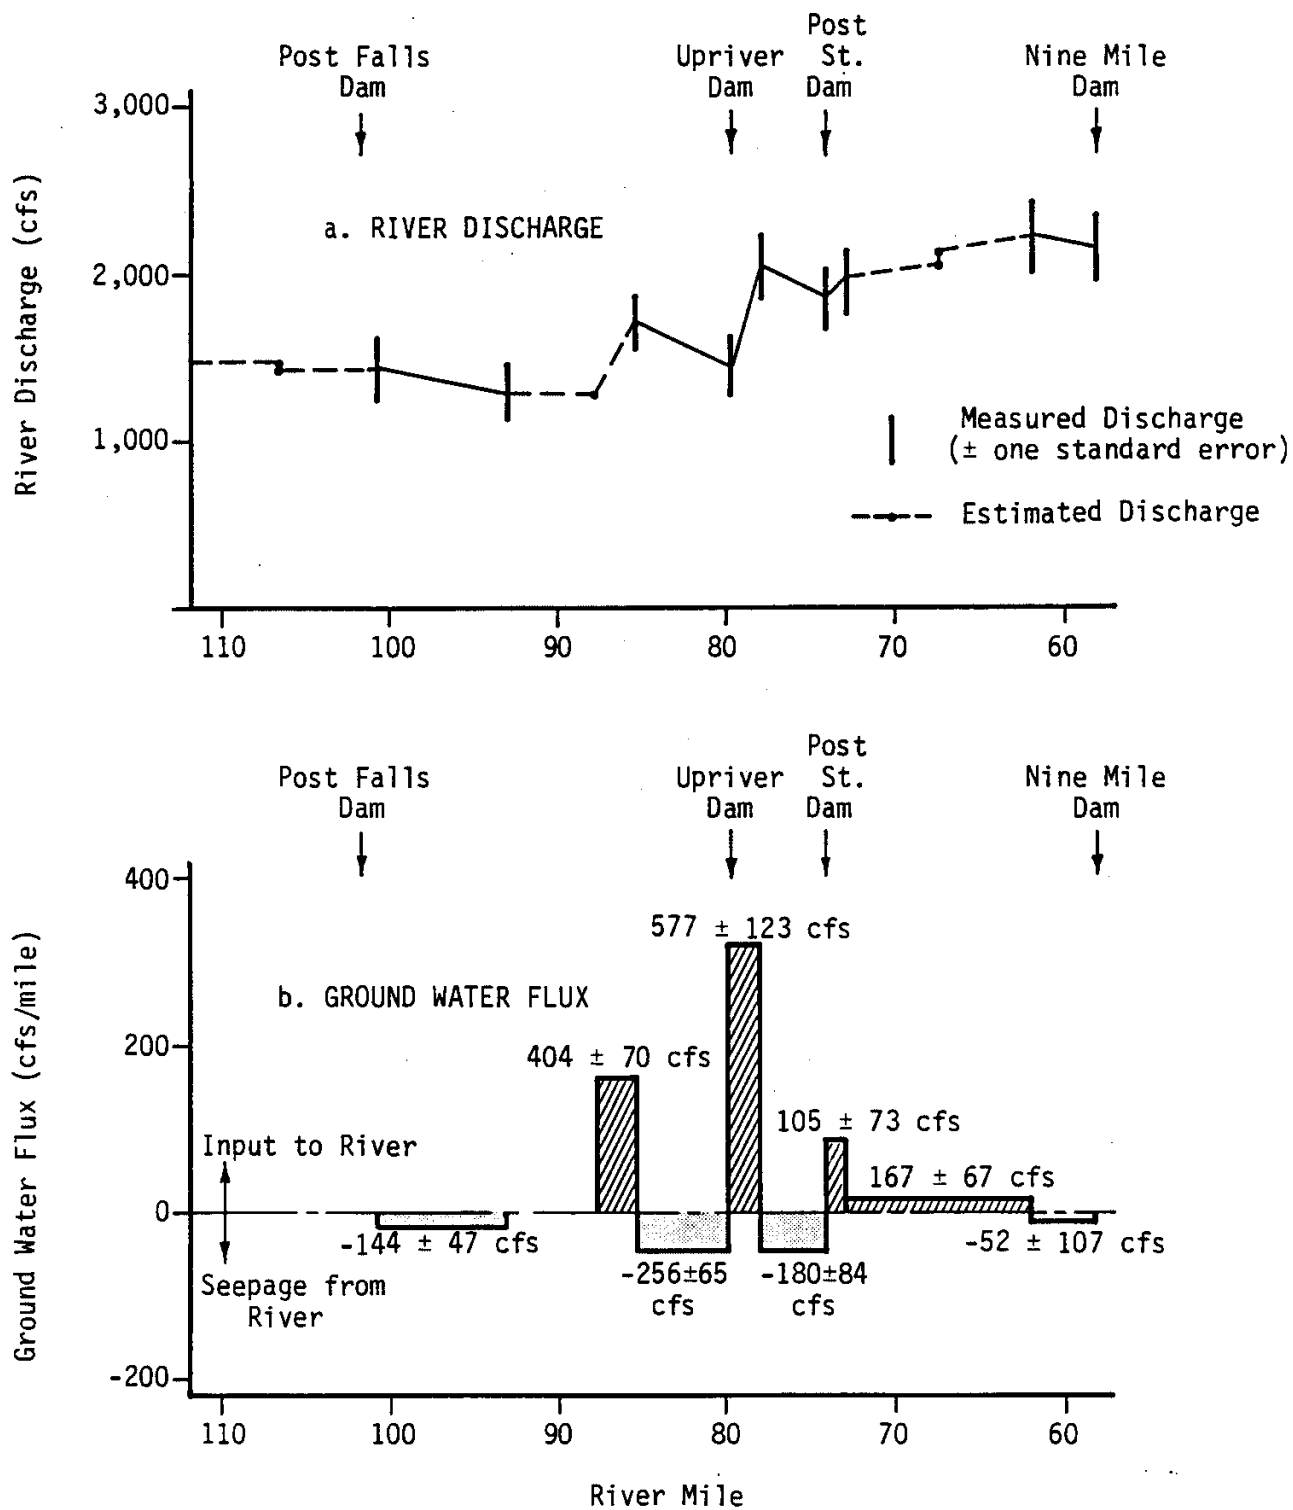 Post Falls
Dam
Upriver
Dam
Post
St.
Dam
Nine Mile
Dam
3,000
2,000
1,000
River Discharge (cfs)
a. RIVER DISCHARGE
Measured Discharge
(± one standard error)
Estimated Discharge
110
100
90
80
70
60
Post Falls
Dam
Upriver
Dam
Post
St.
Dam
Nine Mile
Dam
400
200
0
-200
Ground Water Flux (cfs/mile)
b. GROUND WATER FLUX
577 ± 123 cfs
404 ± 70 cfs
105 ± 73 cfs
167 ± 67 cfs
Input to River
Seepage from
River
-144 ± 47 cfs
-256±65
cfs
-180±84
cfs
-52 ± 107 cfs
110
100
90
80
70
60
River Mile